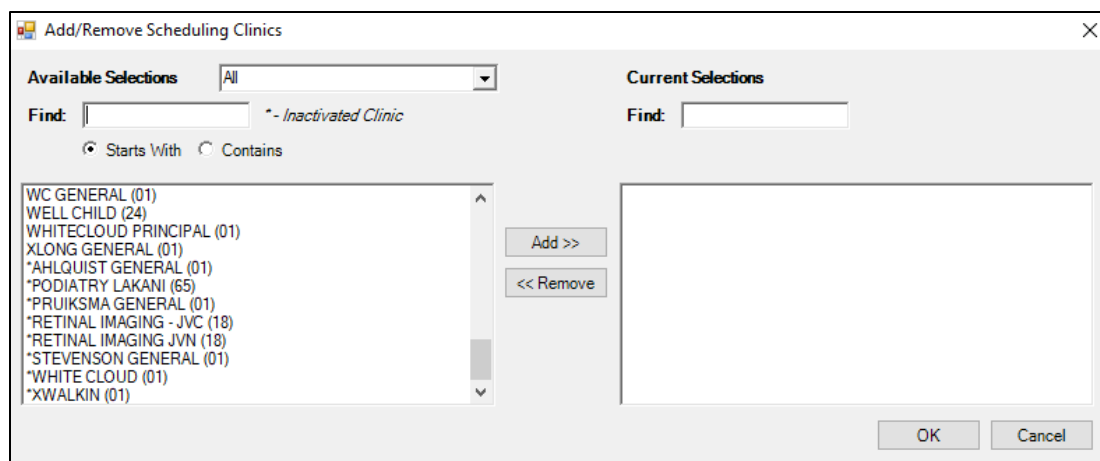 Add/Remove Scheduling Clinics
Available Selections
All
Current Selections
Find:
* - Inactivated Clinic
Find:
Starts With
Contains
WC GENERAL (01)
WELL CHILD (24)
WHITECLOUD PRINCIPAL (01)
XLONG GENERAL (01)
*AHLQUIST GENERAL (01)
*PODIATRY LAKANI (65)
*PRUIKSMA GENERAL (01)
*RETINAL IMAGING - JVC (18)
*RETINAL IMAGING JVN (18)
*STEVENSON GENERAL (01)
*WHITE CLOUD (01)
*XWALKIN (01)
Add >>
<< Remove
OK
Cancel